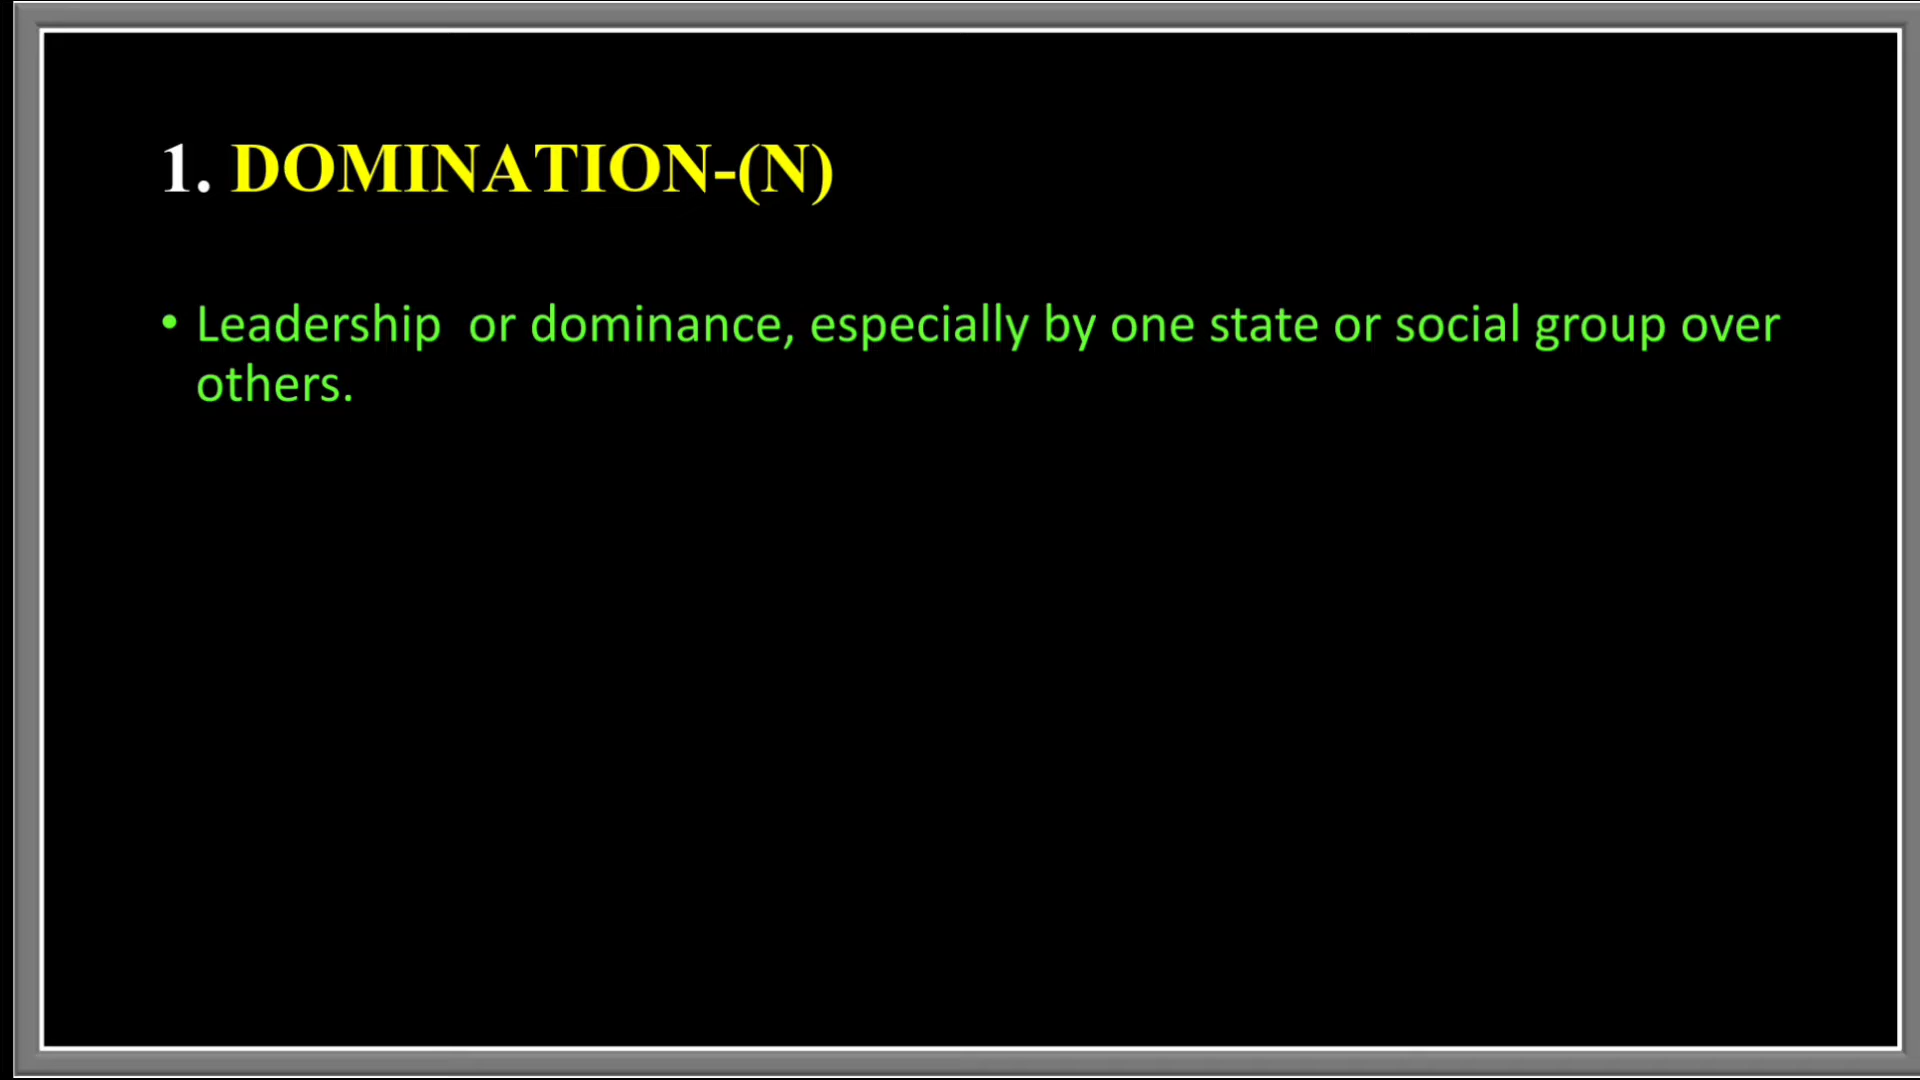 1. DOMINATION-(N)
• Leadership  or dominance, especially by one state or social group over
others.